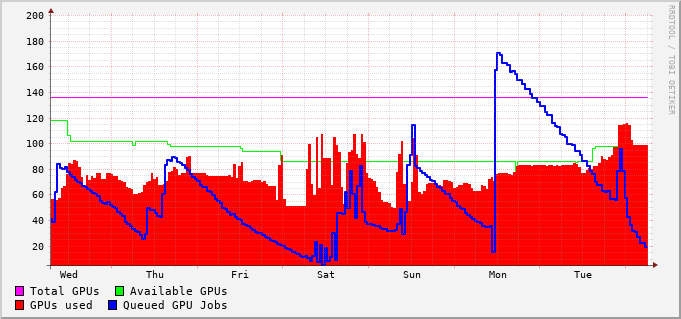 200
180
160
140
120
100
80
60
40
20
Wed Thu Fri Sat Sun Mon Tue
Total GPUs Available GPUs
GPUs used Queued GPU Jobs
RRDTOOL / TOBI OETIKER